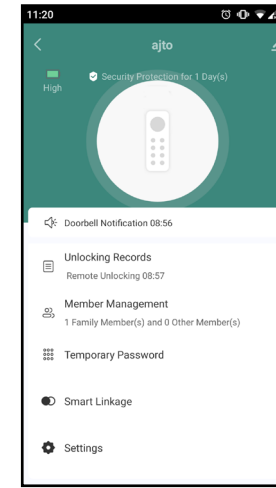 11:20
ajto
High
Security Protection for 1 Day(s)
Doorbell Notification 08:56
Unlocking Records
Remote Unlocking 08:57
Member Management
1 Family Member(s) and 0 Other Member(s)
Temporary Password
Smart Linkage
Settings